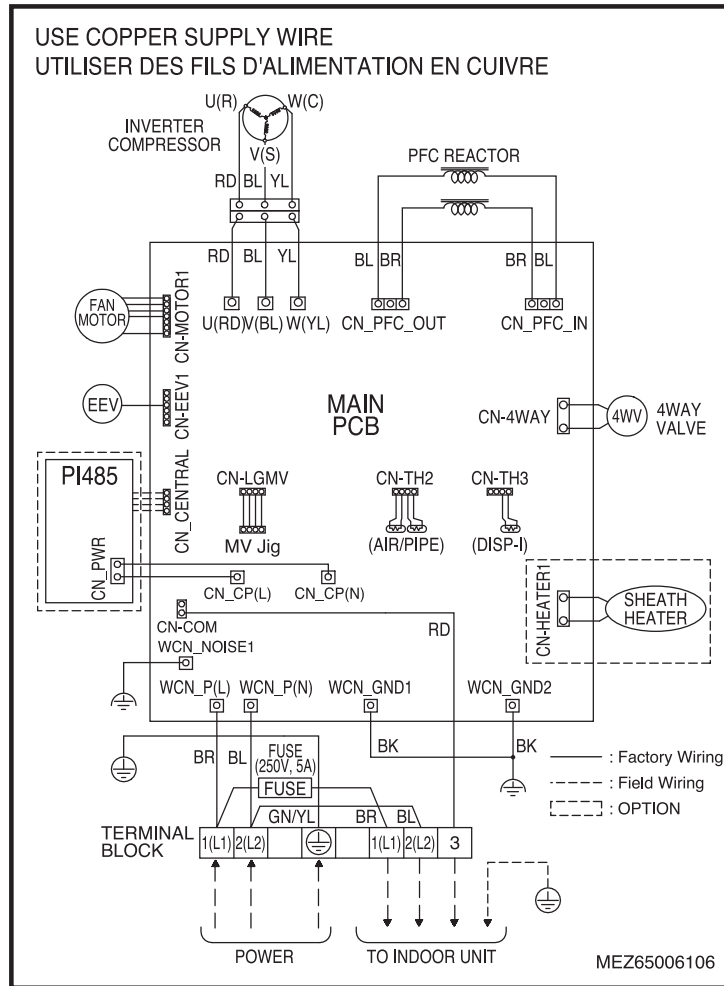 USE COPPER SUPPLY WIRE
UTILISER DES FILS D'ALIMENTATION EN CUIVRE
U(R)
W(C)
INVERTER
COMPRESSOR
V(S)
PFC REACTOR
RD BL YL
RD BL YL
BL BR
BR BL
FAN
MOTOR
CN-MOTOR1
U(RD) V(BL) W(YL)
CN_PFC_OUT
CN_PFC_IN
EEV
CN-EEV1
MAIN
PCB
CN-4WAY
4WV
4WAY
VALVE
PI485
CN_CENTRAL
CN-LGMV
MV Jig
CN-TH2
(AIR/PIPE)
CN-TH3
(DISP-I)
CN_PWR
CN_CP(L)
CN_CP(N)
CN-HEATER1
SHEATH
HEATER
CN-COM
RD
WCN_NOISE1
WCN_P(L)
WCN_P(N)
WCN_GND1
WCN_GND2
BR
BL
FUSE
(250V, 5A)
FUSE
BK
BK
GN/YL
BR
BL
: Factory Wiring
: Field Wiring
: OPTION
TERMINAL
BLOCK
1(L1) 2(L2) 1(L1) 2(L2) 3
POWER
TO INDOOR UNIT
MEZ65006106